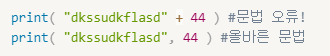 print( "dkssudkflasd" + 44 ) #문법 오류!
print( "dkssudkflasd", 44 ) #올바른 문법